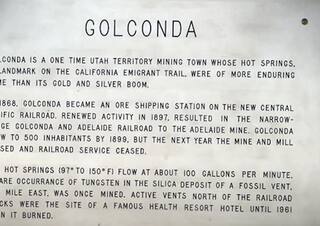 GOLCONDA
LCONDA IS A ONE TIME UTAH TERRITORY MINING TOWN WHOSE HOT SPRINGS,
LANDMARK ON THE CALIFORNIA EMIGRANT TRAIL, WERE OF MORE ENDURING
ME THAN ITS GOLD AND SILVER BOOM.
1868, GOLCONDA BECAME AN ORE SHIPPING STATION ON THE NEW CENTRAL
IFIC RAILROAD. RENEWED ACTIVITY IN 1897, RESULTED IN THE NARROW-
GE GOLCONDA AND ADELAIDE RAILROAD TO THE ADELAIDE MINE. GOLCONDA
W TO 500 INHABITANTS BY 1899, BUT THE NEXT YEAR THE MINE AND MILL
SED AND RAILROAD SERVICE CEASED.
HOT SPRINGS (97° TO 150° F) FLOW AT ABOUT 100 GALLONS PER MINUTE.
ARE OCCURRANCE OF TUNGSTEN IN THE SILICA DEPOSIT OF A FOSSIL VENT,
MILE EAST, WAS ONCE MINED. ACTIVE VENTS NORTH OF THE RAILROAD
CKS WERE THE SITE OF A FAMOUS HEALTH RESORT HOTEL UNTIL 1961
N IT BURNED.